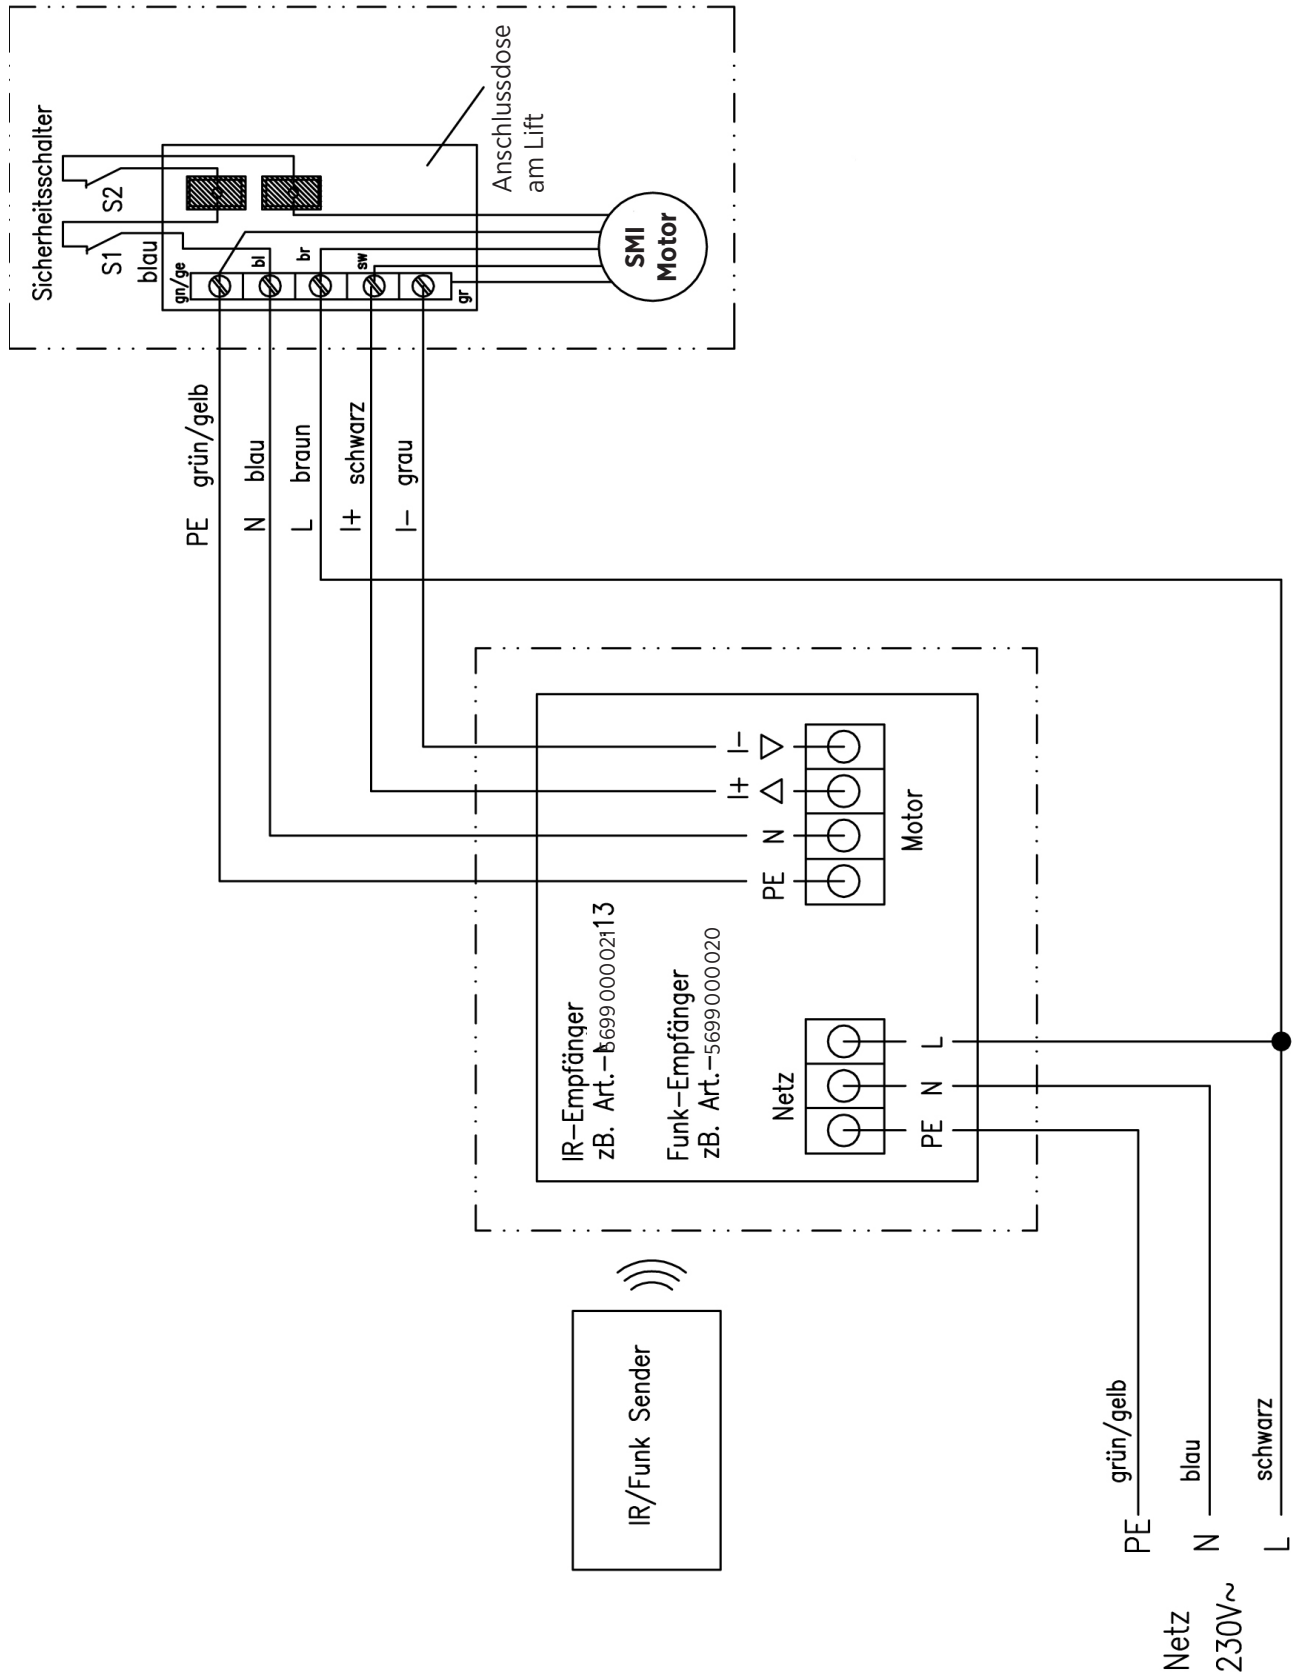 Sicherheitsschalter
S1
S2
blau
Anschlussdose
am Lift
gn/ge
bl
br
sw
gr
SMI
Motor
PE grün/gelb
N blau
L braun
I+ schwarz
I- grau
PE
N
I+
I-
Motor
IR-Empfänger
zB. Art.-
Funk-Empfänger
zB. Art.-5699000020
Netz
PE
N
L
IR/Funk Sender
Netz
230V~
PE grün/gelb
N blau
L schwarz